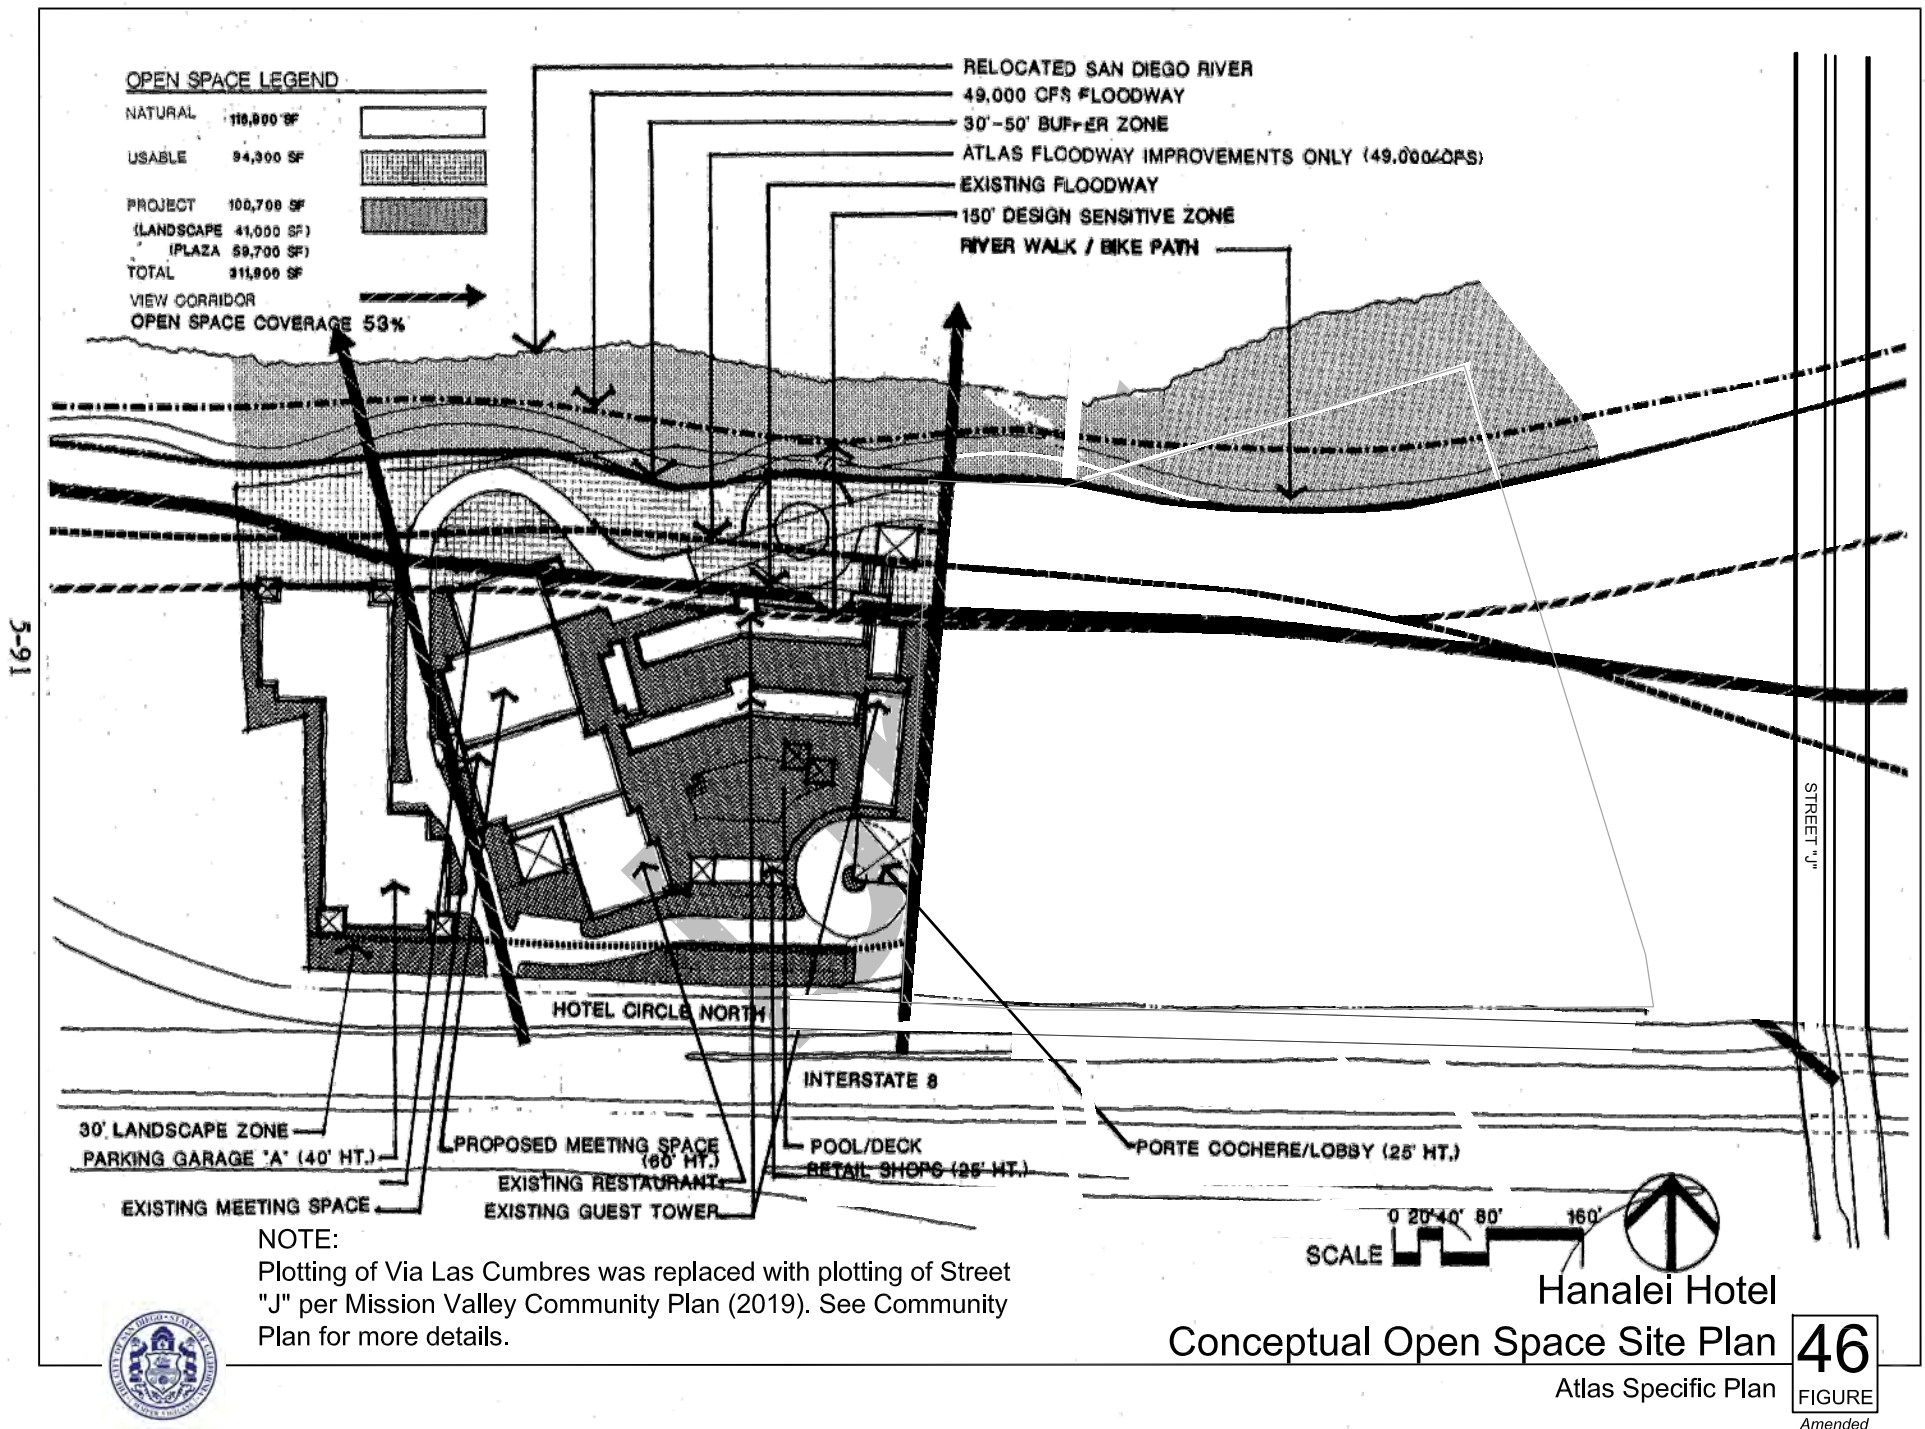 OPEN SPACE LEGEND
NATURAL 116,900 SF
USABLE 94,300 SF
PROJECT 100,700 SF
(LANDSCAPE 41,000 SF)
(PLAZA 59,700 SF)
TOTAL 311,900 SF
VIEW CORRIDOR
OPEN SPACE COVERAGE 53%
RELOCATED SAN DIEGO RIVER
49,000 CFS FLOODWAY
30'-50' BUFFER ZONE
ATLAS FLOODWAY IMPROVEMENTS ONLY (49,000 CFS)
EXISTING FLOODWAY
150' DESIGN SENSITIVE ZONE
RIVER WALK / BIKE PATH
5-91
STREET "J"
HOTEL CIRCLE NORTH
INTERSTATE 8
30' LANDSCAPE ZONE
PARKING GARAGE "A" (40' HT.)
EXISTING MEETING SPACE
PROPOSED MEETING SPACE
(60' HT.)
EXISTING RESTAURANT
EXISTING GUEST TOWER
POOL/DECK
RETAIL SHOPS (25' HT.)
PORTE COCHERE/LOBBY (25' HT.)
0 20' 40' 80' 160'
SCALE
NOTE:
Plotting of Via Las Cumbres was replaced with plotting of Street
"J" per Mission Valley Community Plan (2019). See Community
Plan for more details.
Hanalei Hotel
Conceptual Open Space Site Plan
Atlas Specific Plan
46
FIGURE
Amended